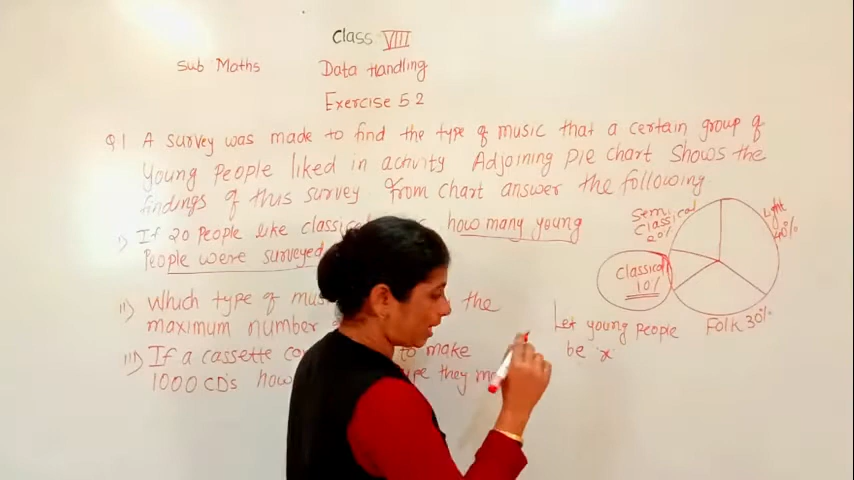 Class VIII
Sub Maths
Data Handling
Exercise 5 2
Q1 A survey was made to find the type of music that a certain group of
Young People liked in activity Adjoining Pie chart Shows the
findings of this survey From chart answer the following
i) If 20 People like classical how many young
People were surveyed
ii) Which type of mus the
maximum number
iii) If a cassette co to make
1000 CD's how ype they ma
Semi
Classical
20%
Light
40%
Classical
10%
Folk 30%
Let young people
be 'x'